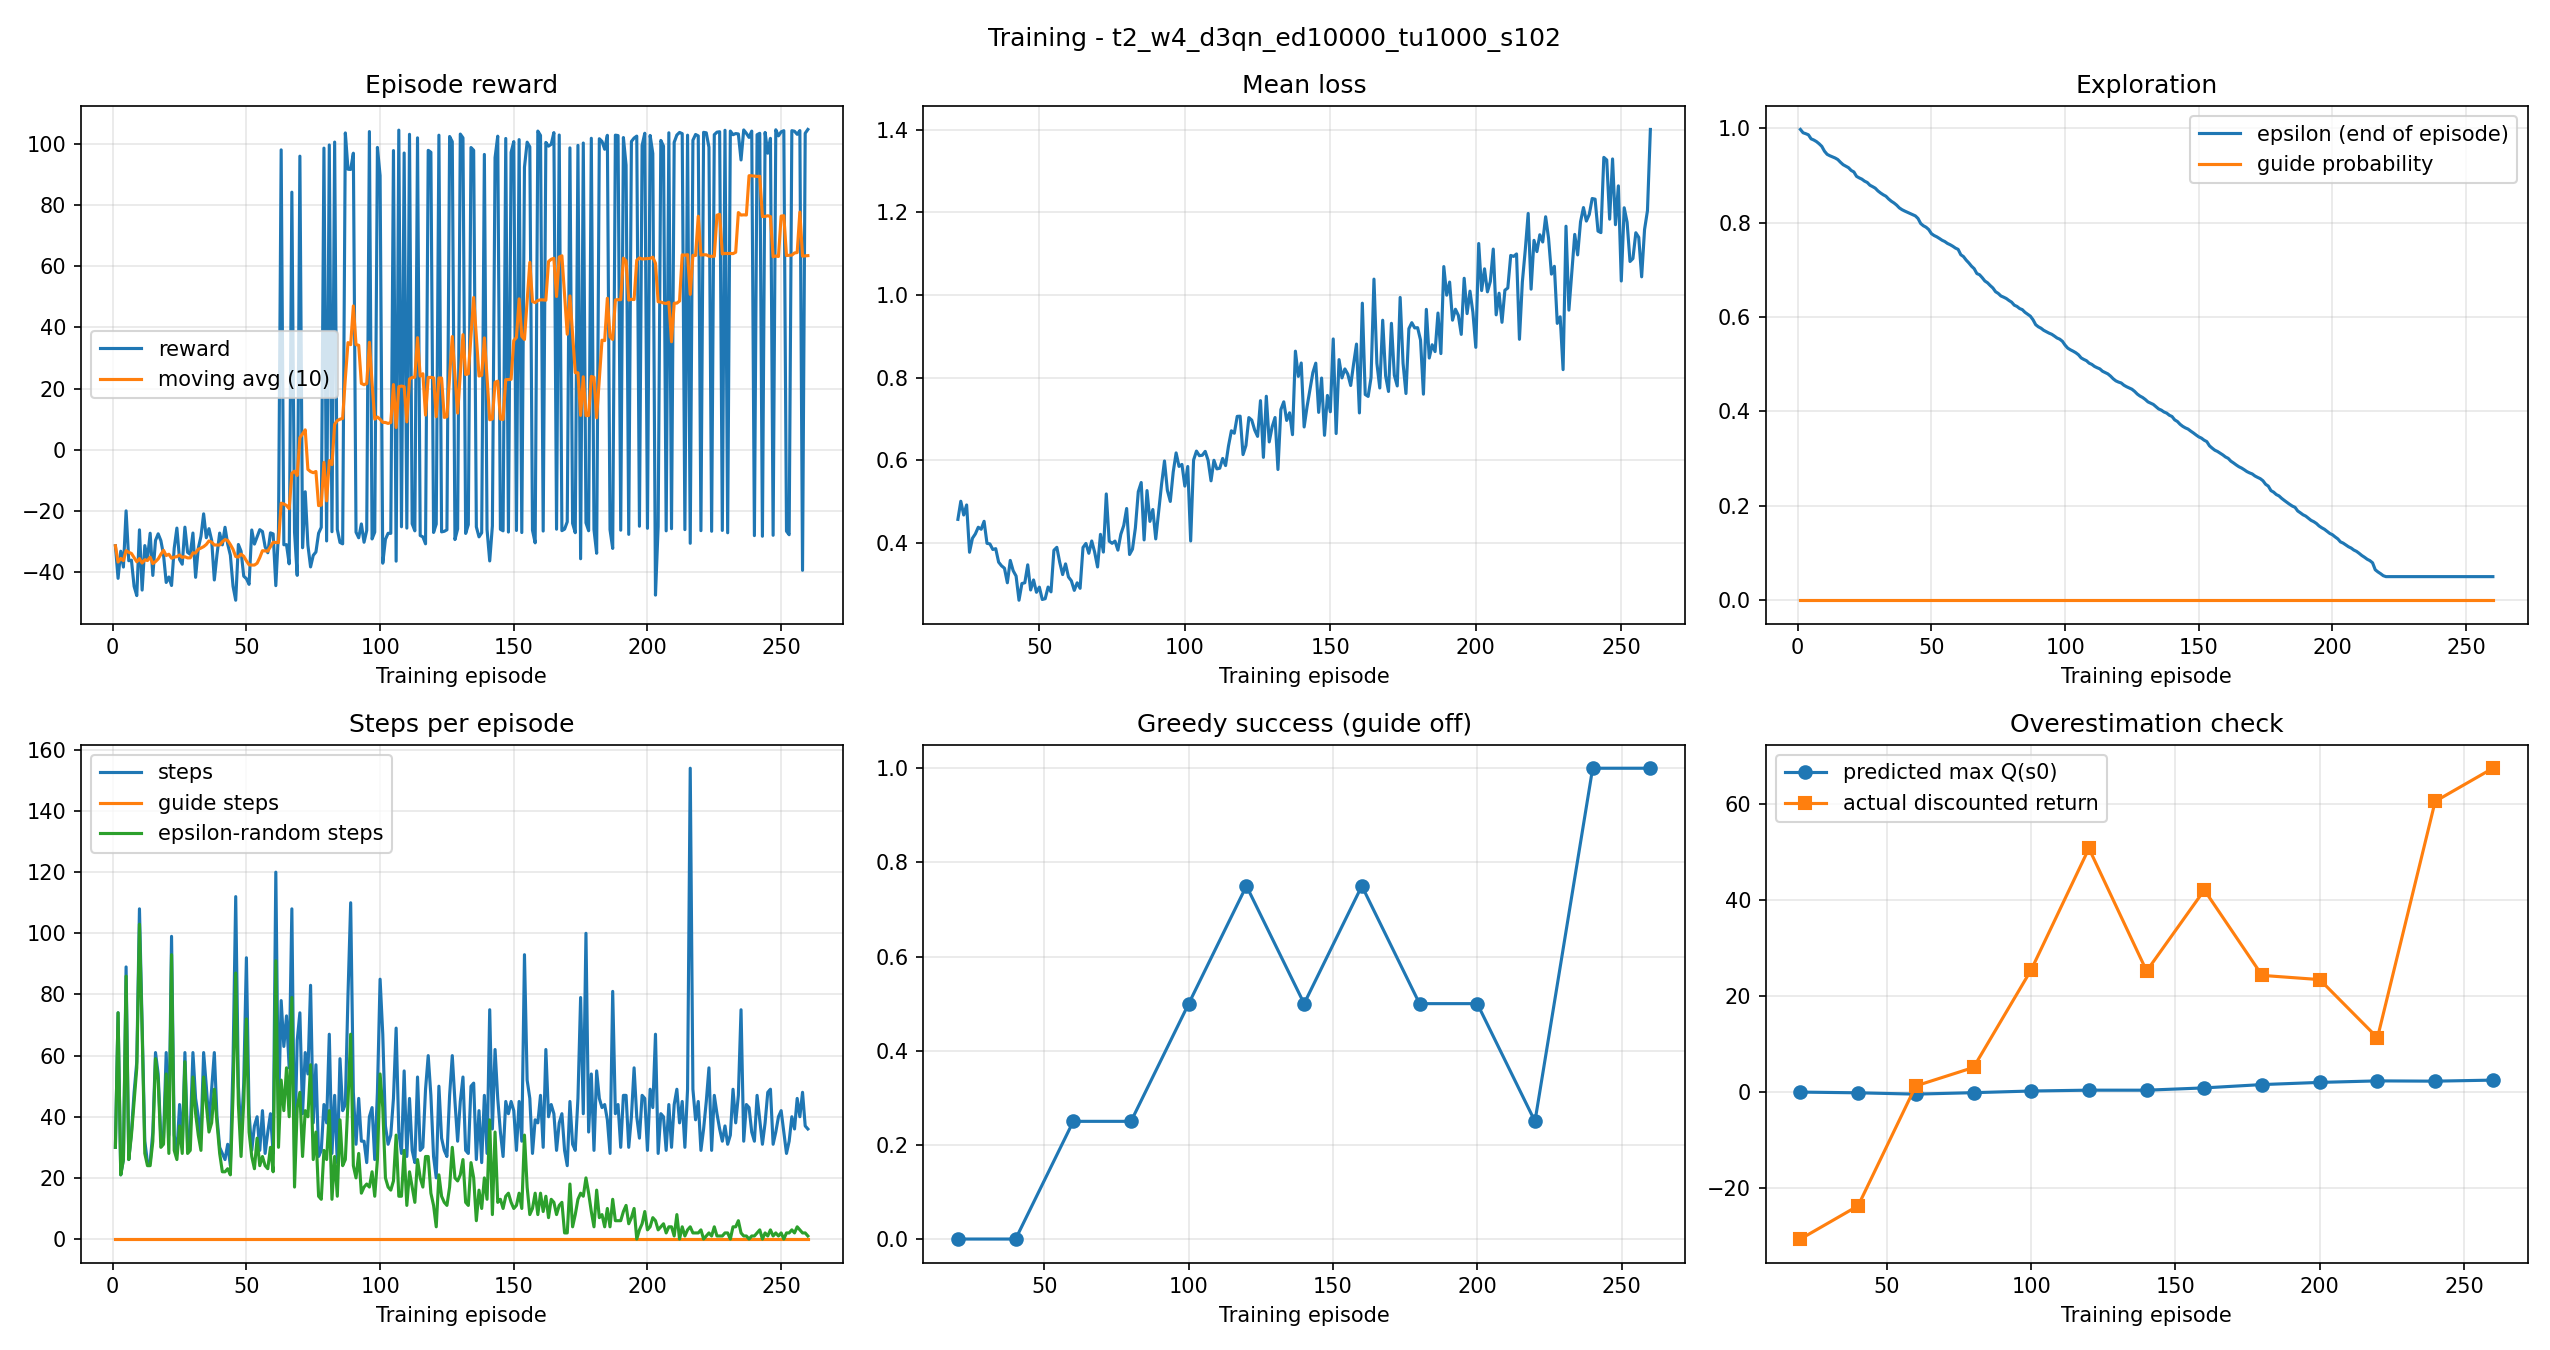 Training - t2_w4_d3qn_ed10000_tu1000_s102
Episode reward
100
80
60
40
20
0
−20
−40
reward
moving avg (10)
0 50 100 150 200 250
Training episode
Mean loss
1.4
1.2
1.0
0.8
0.6
0.4
50 100 150 200 250
Training episode
Exploration
1.0
0.8
0.6
0.4
0.2
0.0
epsilon (end of episode)
guide probability
0 50 100 150 200 250
Training episode
Steps per episode
160
140
120
100
80
60
40
20
0
steps
guide steps
epsilon-random steps
0 50 100 150 200 250
Training episode
Greedy success (guide off)
1.0
0.8
0.6
0.4
0.2
0.0
50 100 150 200 250
Training episode
Overestimation check
60
40
20
0
−20
predicted max Q(s0)
actual discounted return
50 100 150 200 250
Training episode